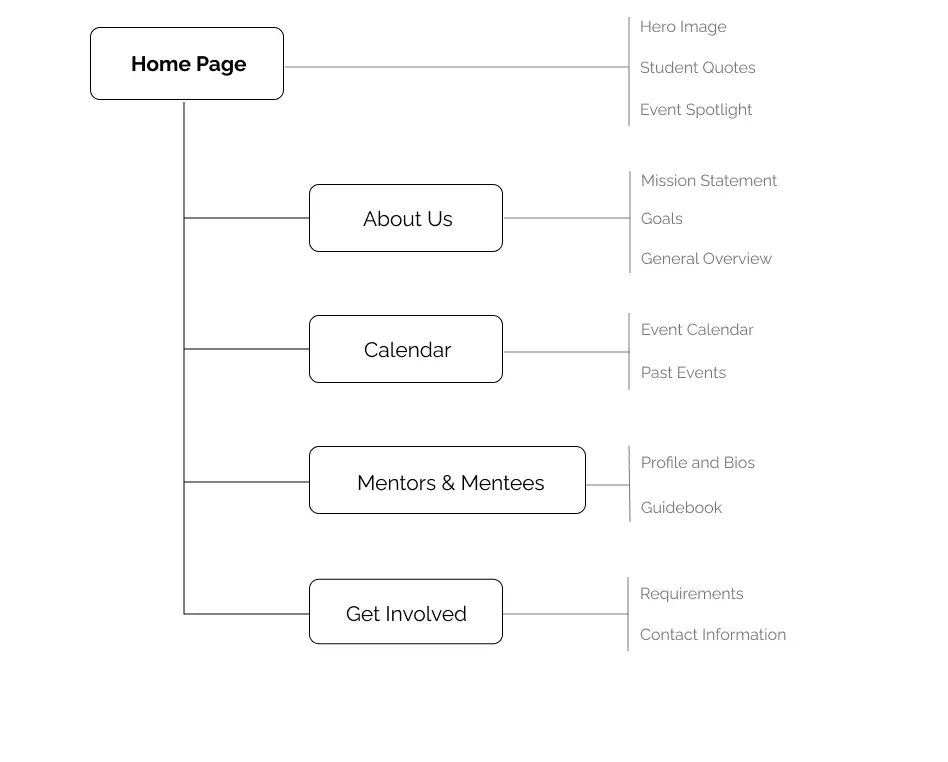 Home Page
Hero Image
Student Quotes
Event Spotlight
About Us
Mission Statement
Goals
General Overview
Calendar
Event Calendar
Past Events
Mentors & Mentees
Profile and Bios
Guidebook
Get Involved
Requirements
Contact Information